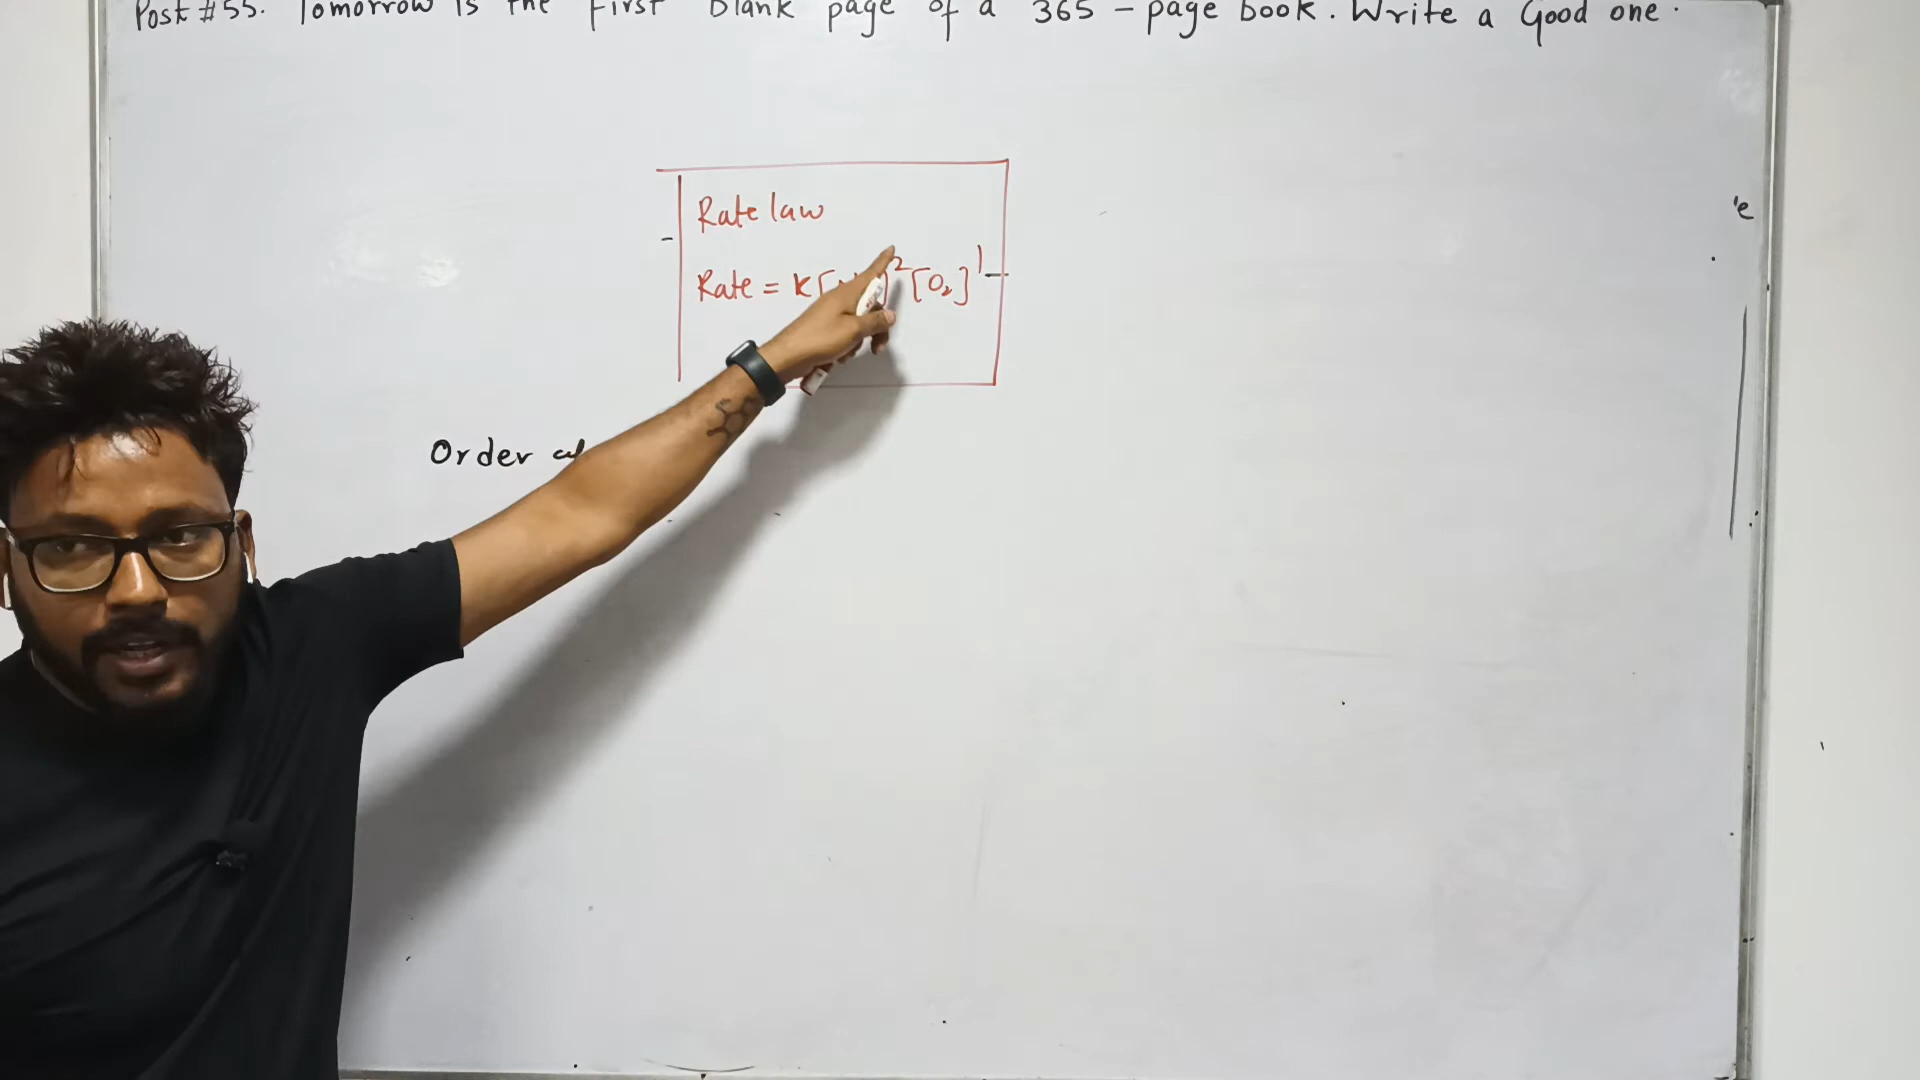 Post #55. Tomorrow is the First Blank page of a 365 - page book. Write a Good one.
Rate law
Rate = K [ ]² [O₂]¹
Order
'e